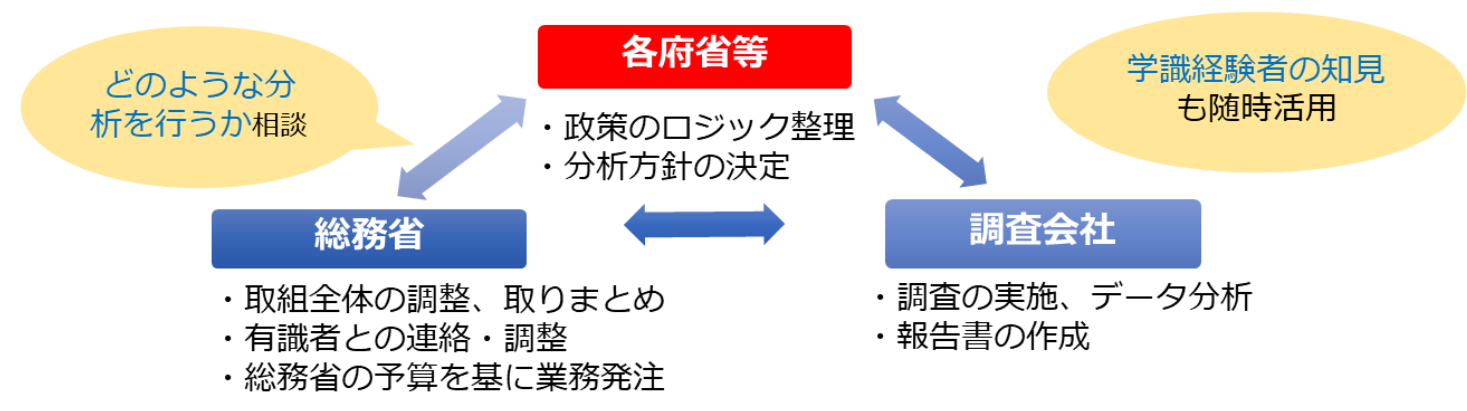 各府省等
どのような分
析を行うか相談
学識経験者の知見
も随時活用
・政策のロジック整理
・分析方針の決定
総務省
調査会社
・取組全体の調整、取りまとめ
・有識者との連絡・調整
・総務省の予算を基に業務発注
・調査の実施、データ分析
・報告書の作成